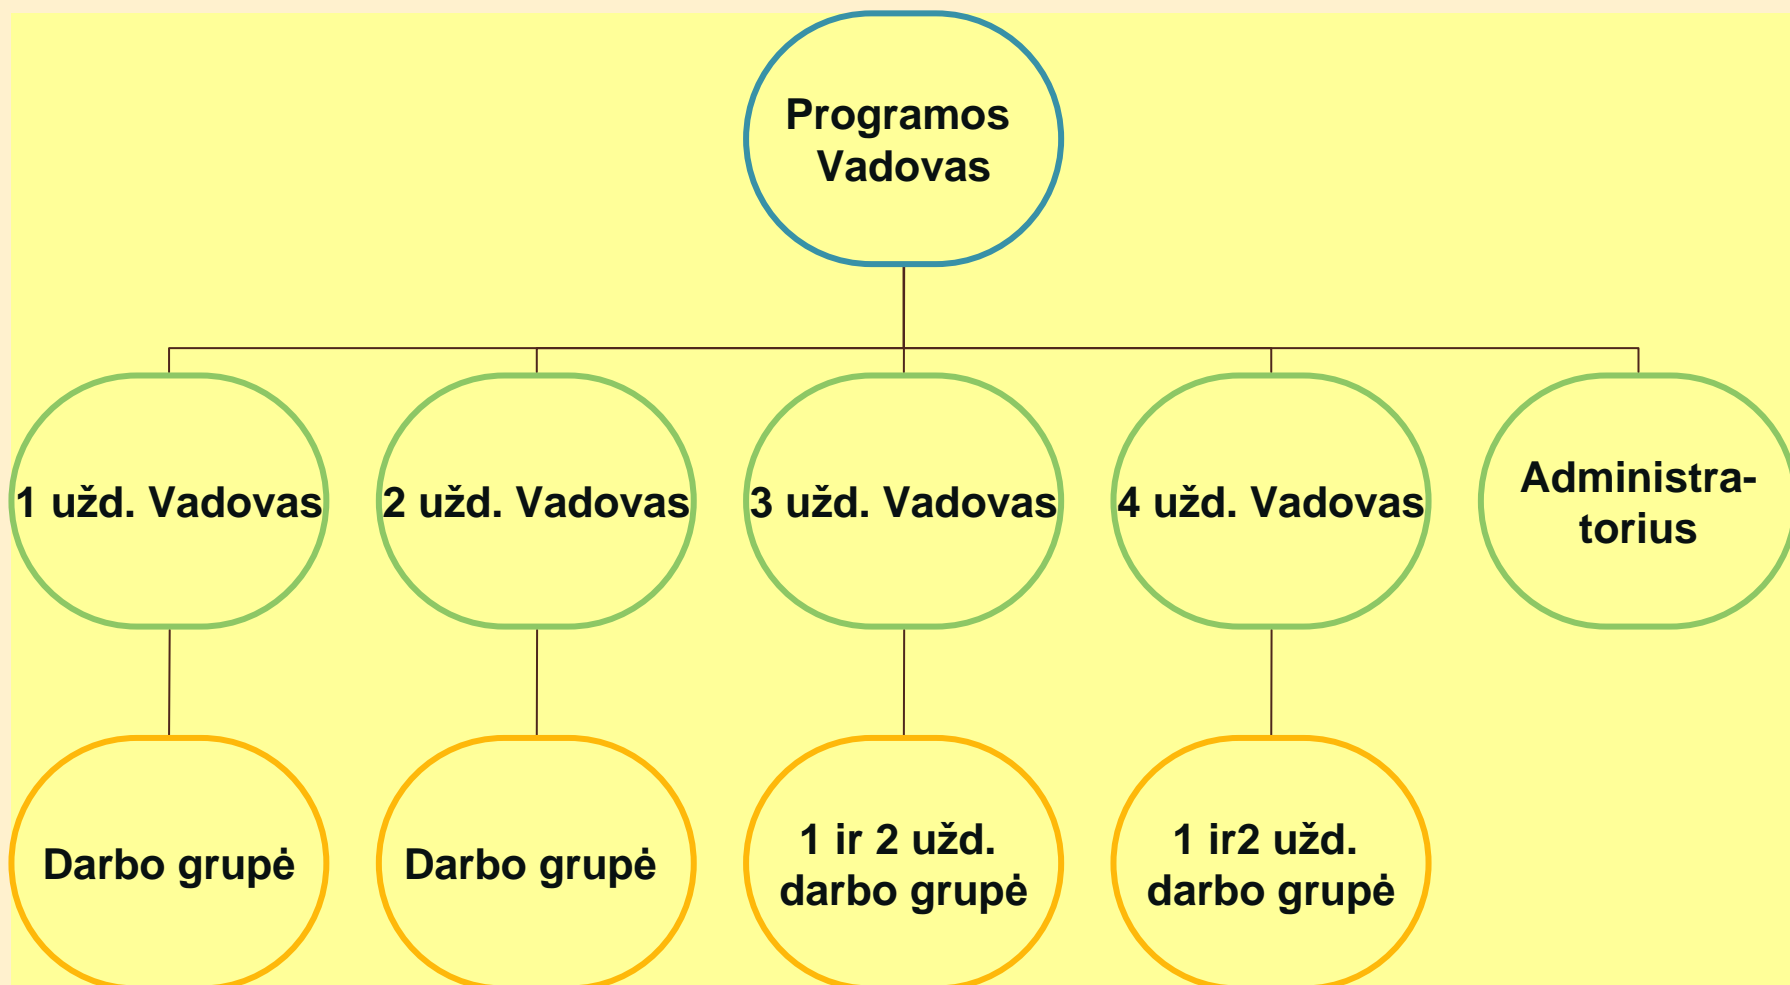 Programos
Vadovas
1 užd. Vadovas
2 užd. Vadovas
3 užd. Vadovas
4 užd. Vadovas
Administra-
torius
Darbo grupė
Darbo grupė
1 ir 2 užd.
darbo grupė
1 ir2 užd.
darbo grupė